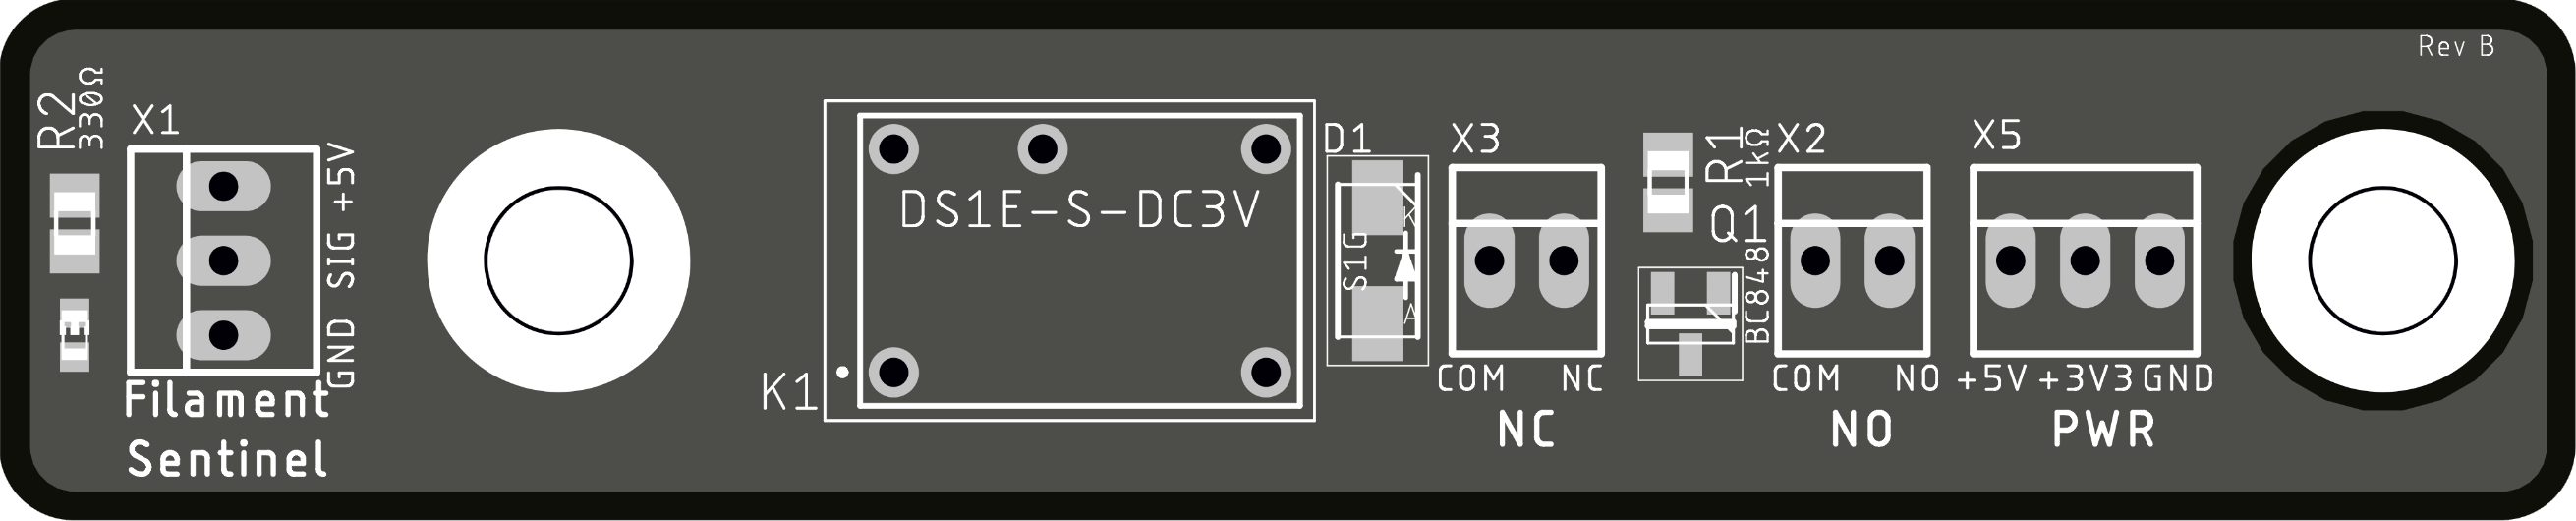 Rev B
R2
330Ω
X1
GND SIG +5V
Filament
Sentinel
DS1E-S-DC3V
K1
D1
S1G
K
A
X3
COM NC
NC
R1
1kΩ
Q1
X2
COM NO
NO
X5
+5V +3V3 GND
PWR